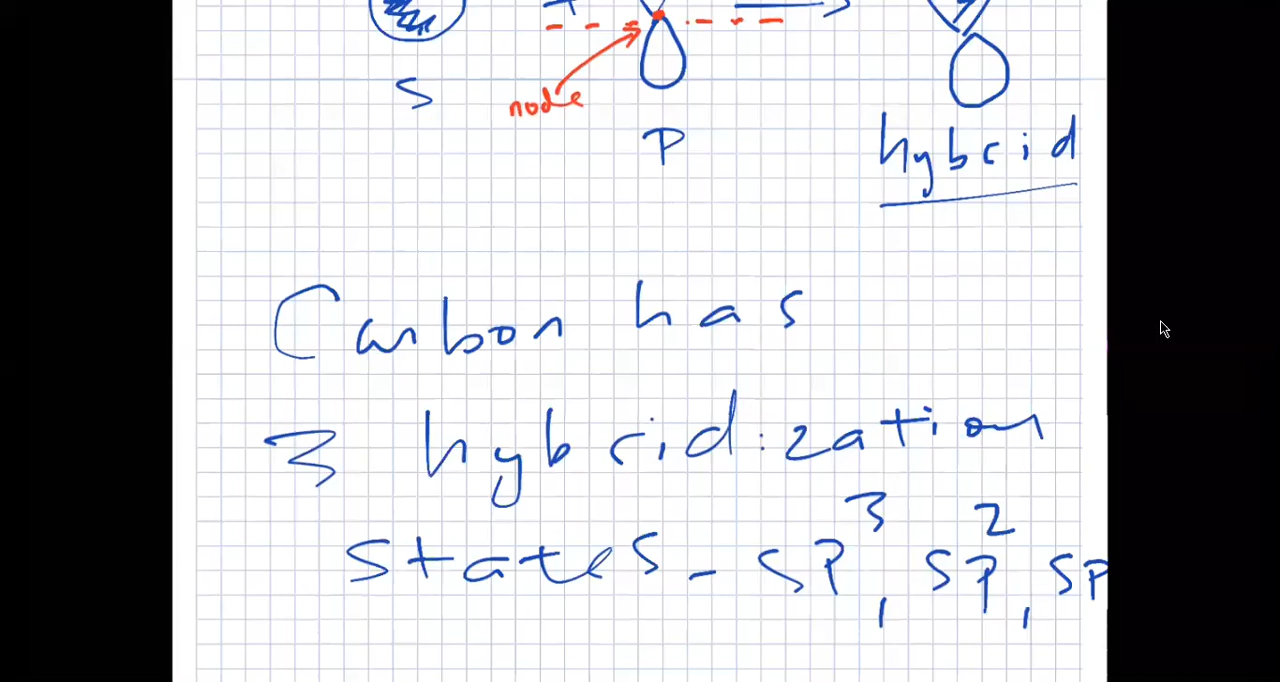 S
node
P
hybrid
Carbon has
3 hybridization
states - sp³, sp², sp